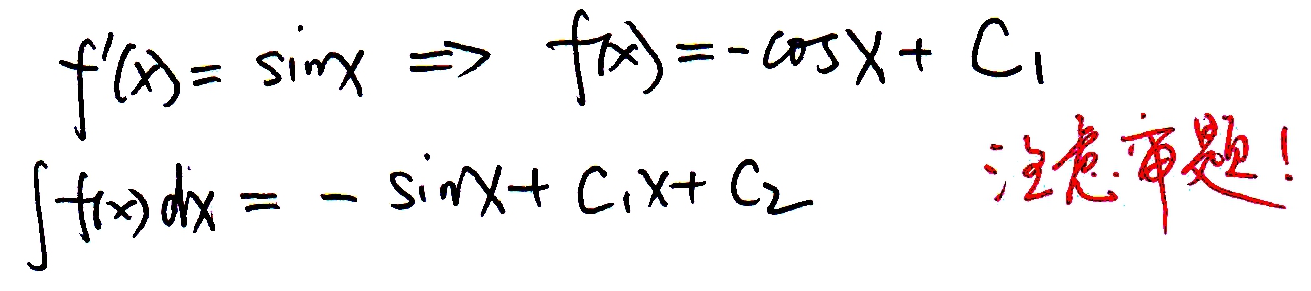 f'(x) = sinx => f(x) = -cosx + C₁
注意审题!
∫f(x)dx = - sinx + C₁x + C₂